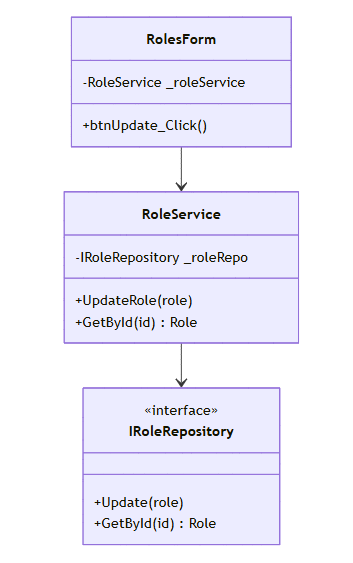 RolesForm
-RoleService _roleService
+btnUpdate_Click()
RoleService
-IRoleRepository _roleRepo
+UpdateRole(role)
+GetById(id) : Role
«interface»
IRoleRepository
+Update(role)
+GetById(id) : Role